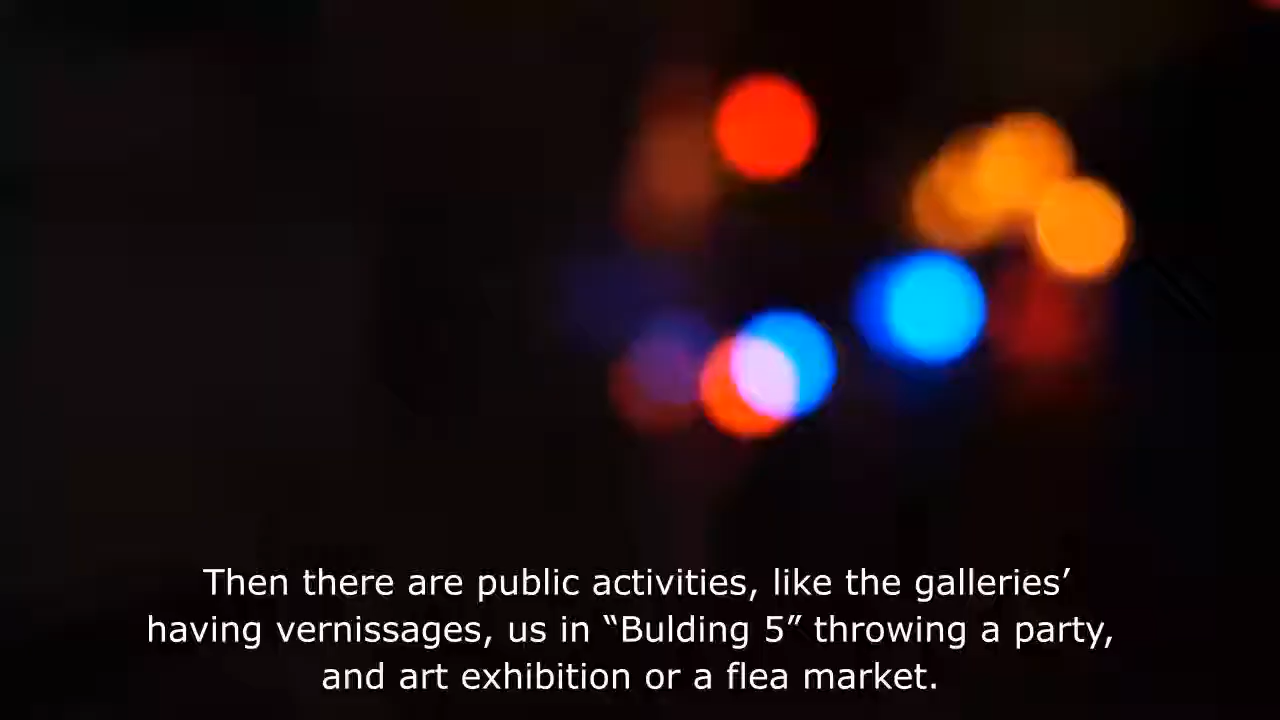 Then there are public activities, like the galleries’
having vernissages, us in “Bulding 5” throwing a party,
and art exhibition or a flea market.